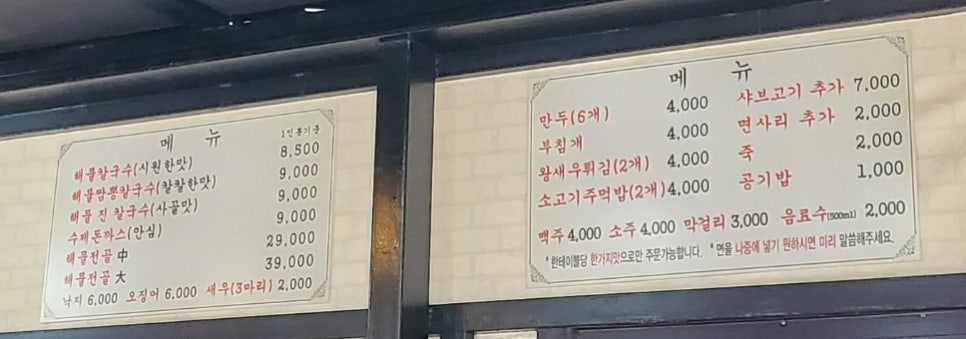 메 뉴
1인분기준
해물칼국수(시원한맛) 8,500
해물짬뽕칼국수(칼칼한맛) 9,000
해물 진 칼국수(사골맛) 9,000
수제돈까스(안심) 9,000
해물전골 中 29,000
해물전골 大 39,000
낙지 6,000 오징어 6,000 새우(3마리) 2,000
메 뉴
만두(6개) 4,000
부침개 4,000
왕새우튀김(2개) 4,000
소고기주먹밥(2개) 4,000
샤브고기 추가 7,000
면사리 추가 2,000
죽 2,000
공기밥 1,000
맥주 4,000 소주 4,000 막걸리 3,000 음료수(500ml) 2,000
* 한테이블당 한가지맛으로만 주문가능합니다. * 면을 나중에 넣기 원하시면 미리 말씀해주세요.